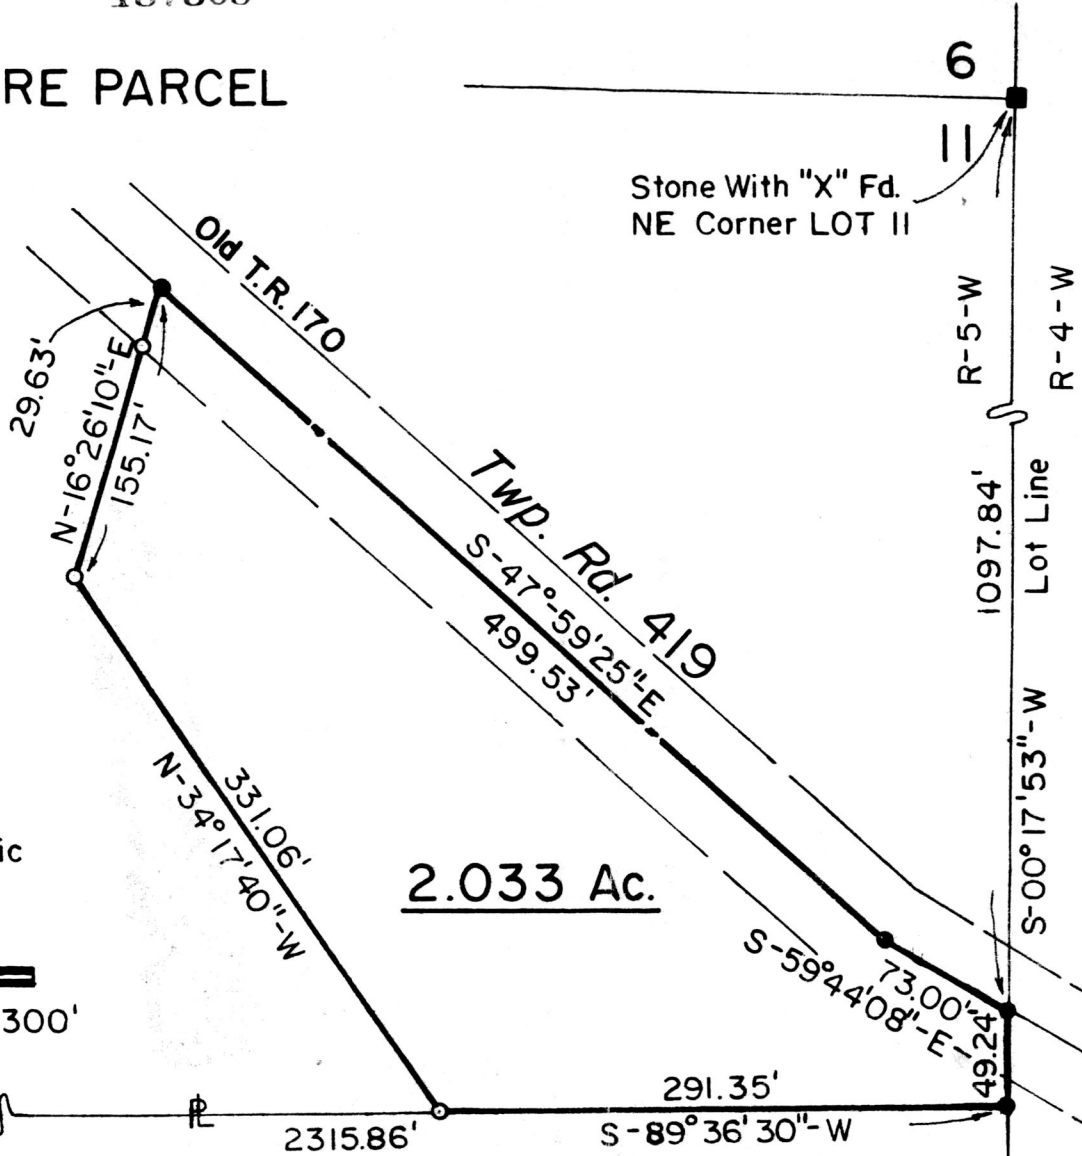 RE PARCEL
6
11
Stone With "X" Fd.
NE Corner LOT 11
Old T.R. 170
R-5-W
R-4-W
29.63'
N-16°26'10"-E
155.17'
Twp. Rd. 419
S-47°-59'25"-E
499.53'
1097.84'
Lot Line
S-00°17'53"-W
331.06'
N-34°17'40"-W
ic
2.033 Ac.
S-59°44'08"-E
73.00'
49.24
300'
291.35'
PL
2315.86'
S-89°36'30"-W